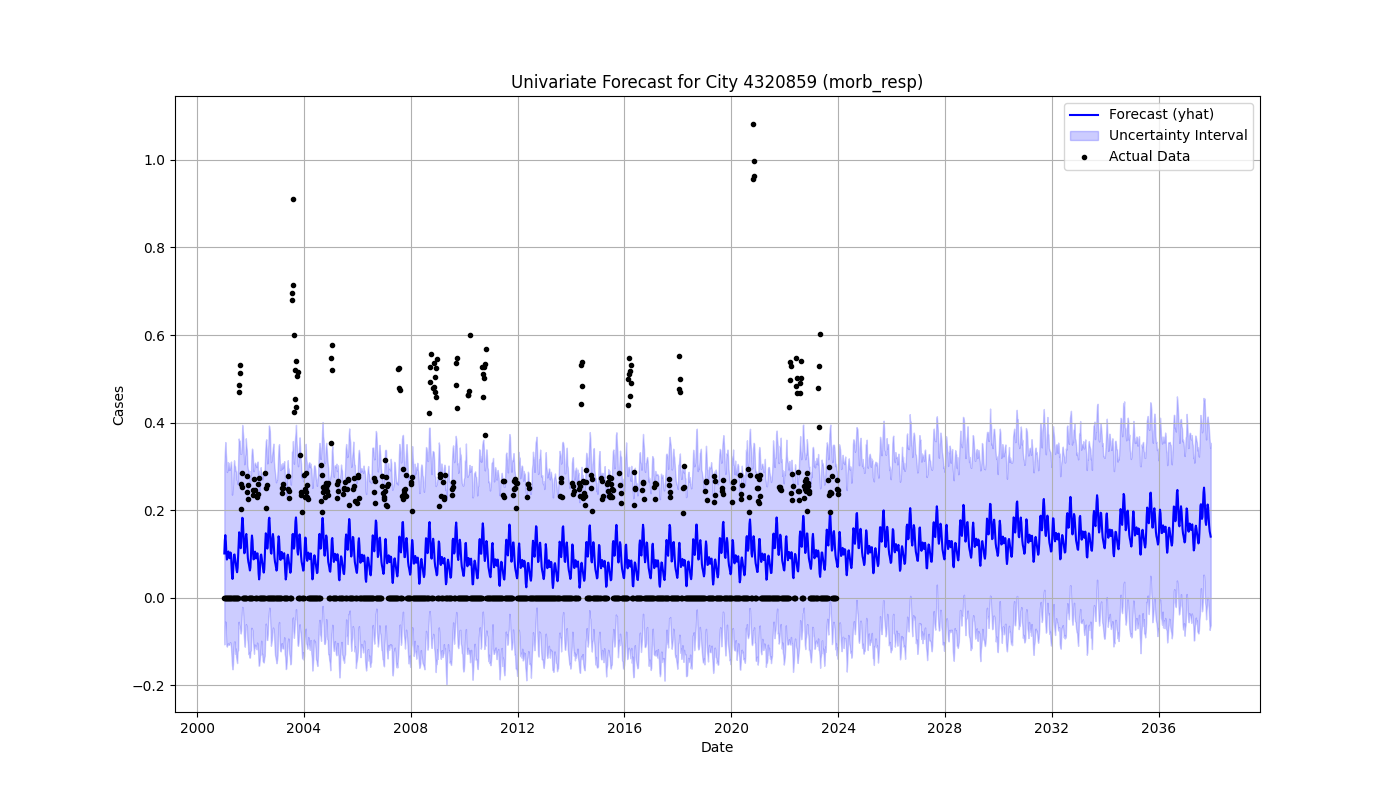 Univariate Forecast for City 4320859 (morb_resp)
Forecast (yhat)
Uncertainty Interval
Actual Data
Cases
1.0
0.8
0.6
0.4
0.2
0.0
−0.2
2000 2004 2008 2012 2016 2020 2024 2028 2032 2036
Date